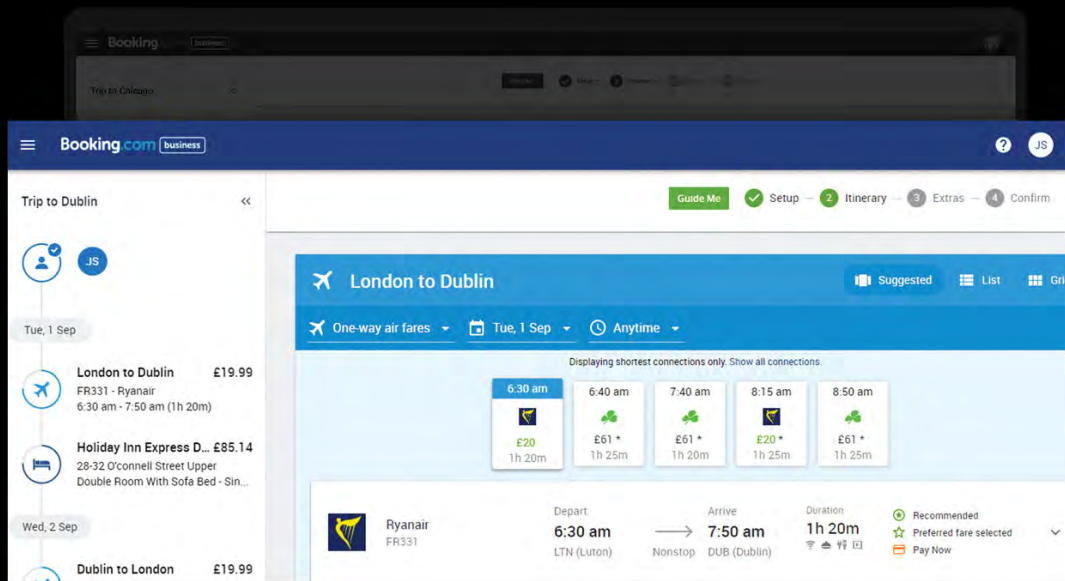 Booking business
Trip to Chicago
Booking.com business
JS
Trip to Dublin
Guide Me
Setup
2 Itinerary
3 Extras
4 Confirm
JS
London to Dublin
Suggested
List
Gri
Tue, 1 Sep
One-way air fares
Tue, 1 Sep
Anytime
Displaying shortest connections only. Show all connections.
London to Dublin £19.99
FR331 - Ryanair
6:30 am - 7:50 am (1h 20m)
6:30 am
£20
1h 20m
6:40 am
£61 *
1h 25m
7:40 am
£61 *
1h 20m
8:15 am
£20 *
1h 25m
8:50 am
£61 *
1h 25m
Holiday Inn Express D... £85.14
28-32 O'connell Street Upper
Double Room With Sofa Bed - Sin...
Wed, 2 Sep
Ryanair
FR331
Depart
6:30 am
LTN (Luton)
Nonstop
Arrive
7:50 am
DUB (Dublin)
Duration
1h 20m
Recommended
Preferred fare selected
Pay Now
Dublin to London £19.99